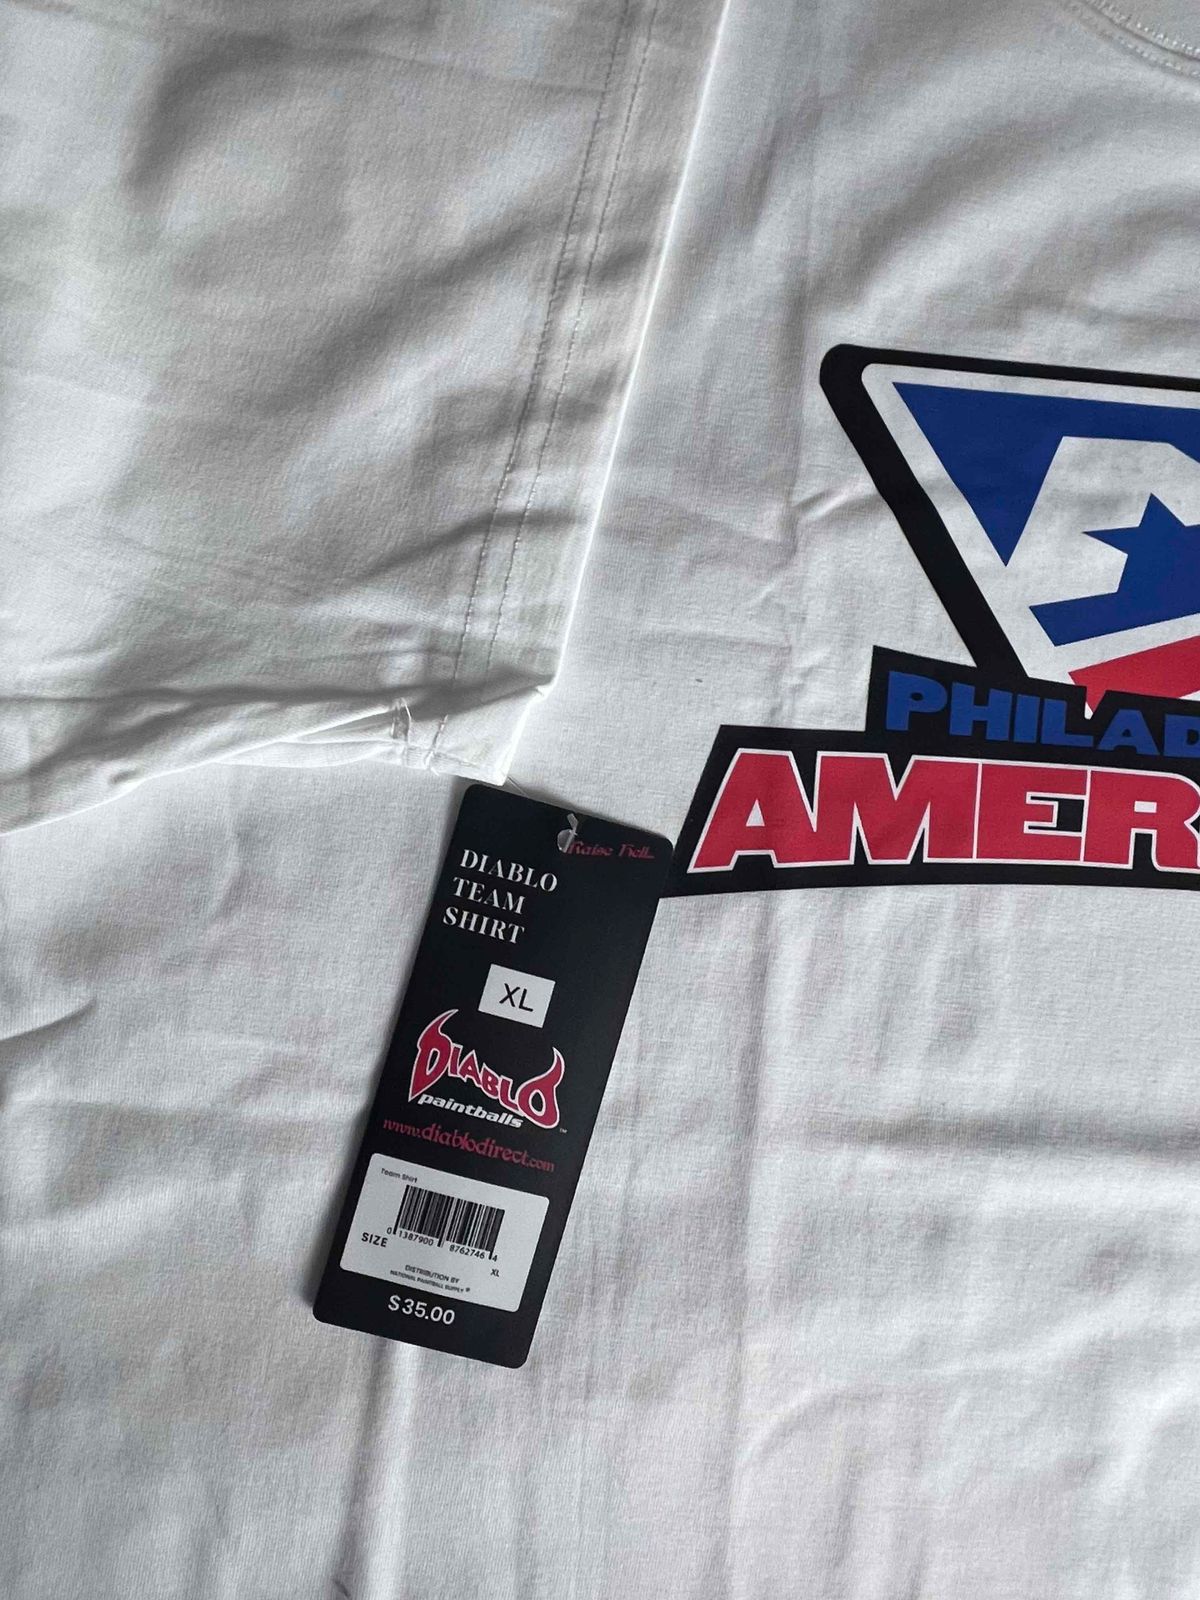 PHILAD
AMER
Raise Hell...
DIABLO
TEAM
SHIRT
XL
DIABLO
paintballs
™
www.diablodirect.com
Team Shirt
0 1387900 8762746 4
SIZE
XL
DISTRIBUTION BY
NATIONAL PAINTBALL SUPPLY ®
$35.00